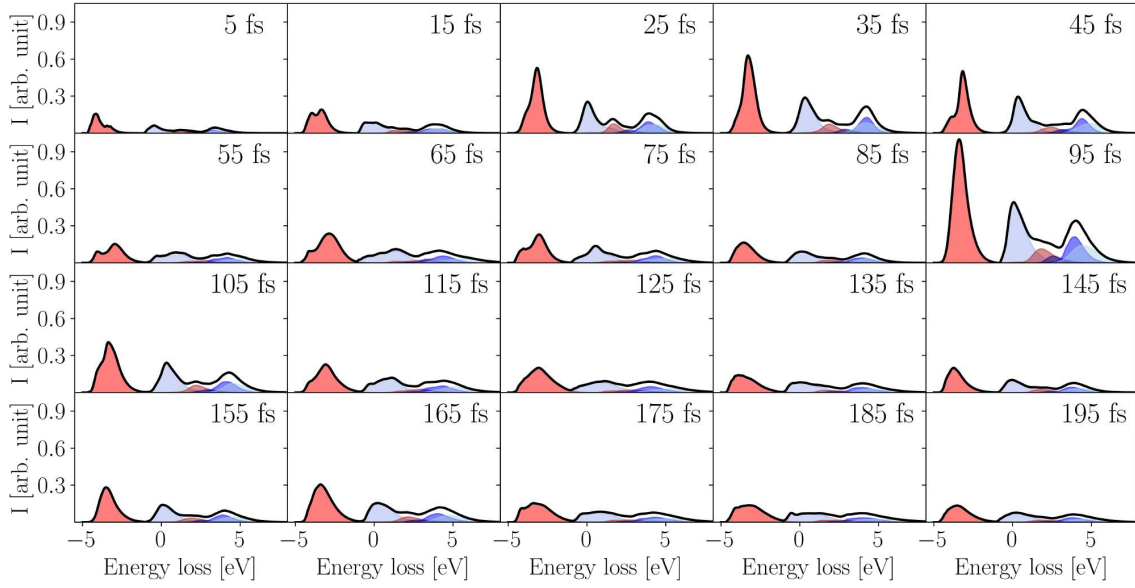 0.9
0.6
0.3
I [arb. unit]
5 fs
15 fs
25 fs
35 fs
45 fs
0.9
0.6
0.3
I [arb. unit]
55 fs
65 fs
75 fs
85 fs
95 fs
0.9
0.6
0.3
I [arb. unit]
105 fs
115 fs
125 fs
135 fs
145 fs
0.9
0.6
0.3
I [arb. unit]
155 fs
165 fs
175 fs
185 fs
195 fs
−5 0 5 −5 0 5 −5 0 5 −5 0 5 −5 0 5
Energy loss [eV] Energy loss [eV] Energy loss [eV] Energy loss [eV] Energy loss [eV]